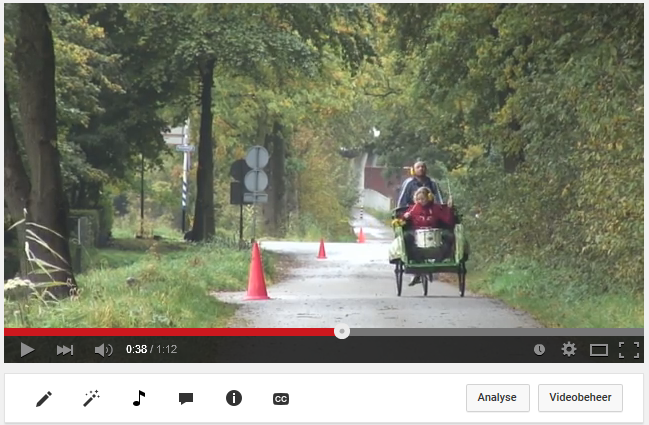 0:38 / 1:12
CC
Analyse
Videobeheer